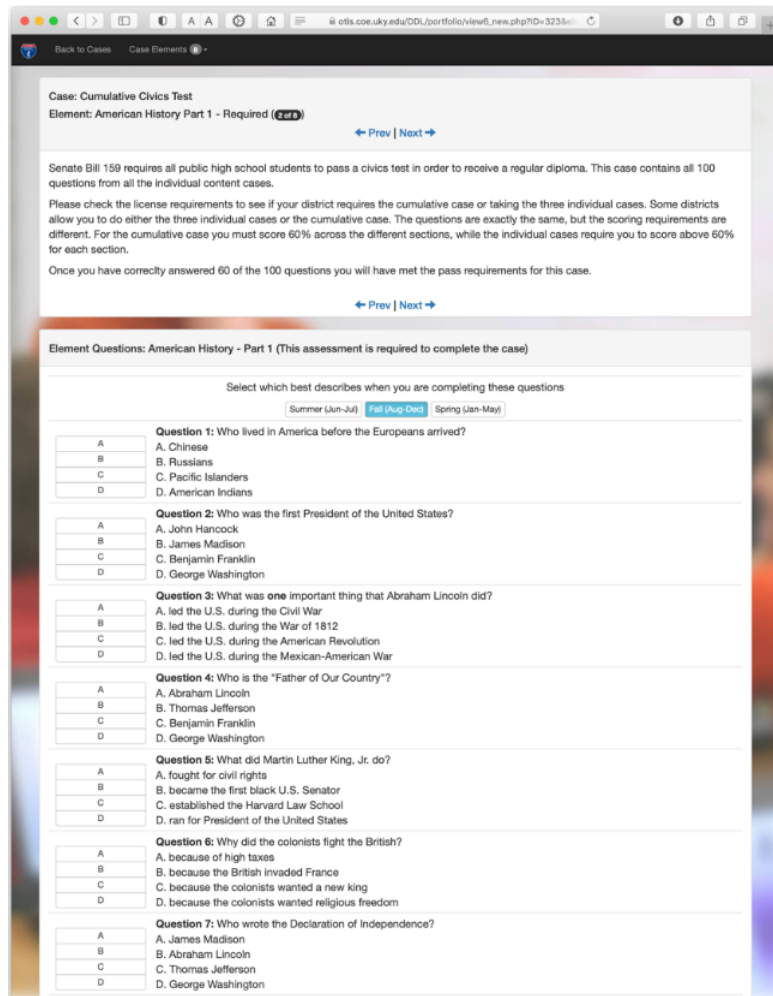 otis.coe.uky.edu/DDL/portfolio/view6_new.php?ID=323&
Back to Cases Case Elements 8
Case: Cumulative Civics Test
Element: American History Part 1 - Required (2 of 8)
← Prev | Next →
Senate Bill 159 requires all public high school students to pass a civics test in order to receive a regular diploma. This case contains all 100
questions from all the individual content cases.
Please check the license requirements to see if your district requires the cumulative case or taking the three individual cases. Some districts
allow you to do either the three individual cases or the cumulative case. The questions are exactly the same, but the scoring requirements are
different. For the cumulative case you must score 60% across the different sections, while the individual cases require you to score above 60%
for each section.
Once you have correclty answered 60 of the 100 questions you will have met the pass requirements for this case.
← Prev | Next →
Element Questions: American History - Part 1 (This assessment is required to complete the case)
Select which best describes when you are completing these questions
Summer (Jun-Jul) Fall (Aug-Dec) Spring (Jan-May)
Question 1: Who lived in America before the Europeans arrived?
A A. Chinese
B B. Russians
C C. Pacific Islanders
D D. American Indians
Question 2: Who was the first President of the United States?
A A. John Hancock
B B. James Madison
C C. Benjamin Franklin
D D. George Washington
Question 3: What was one important thing that Abraham Lincoln did?
A A. led the U.S. during the Civil War
B B. led the U.S. during the War of 1812
C C. led the U.S. during the American Revolution
D D. led the U.S. during the Mexican-American War
Question 4: Who is the "Father of Our Country"?
A A. Abraham Lincoln
B B. Thomas Jefferson
C C. Benjamin Franklin
D D. George Washington
Question 5: What did Martin Luther King, Jr. do?
A A. fought for civil rights
B B. became the first black U.S. Senator
C C. established the Harvard Law School
D D. ran for President of the United States
Question 6: Why did the colonists fight the British?
A A. because of high taxes
B B. because the British invaded France
C C. because the colonists wanted a new king
D D. because the colonists wanted religious freedom
Question 7: Who wrote the Declaration of Independence?
A A. James Madison
B B. Abraham Lincoln
C C. Thomas Jefferson
D D. George Washington